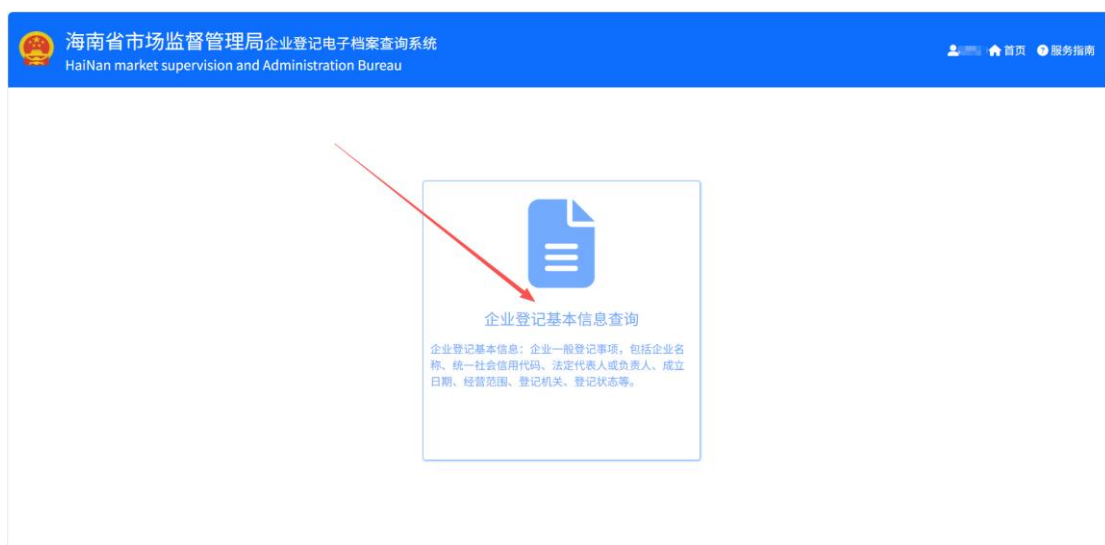 海南省市场监督管理局企业登记电子档案查询系统
HaiNan market supervision and Administration Bureau
首页 服务指南
企业登记基本信息查询
企业登记基本信息：企业一般登记事项，包括企业名
称、统一社会信用代码、法定代表人或负责人、成立
日期、经营范围、登记机关、登记状态等。